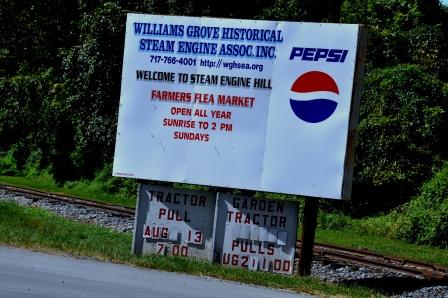 WILLIAMS GROVE HISTORICAL
STEAM ENGINE ASSOC. INC.
717-766-4001 http://wghsea.org
WELCOME TO STEAM ENGINE HILL
FARMERS FLEA MARKET
OPEN ALL YEAR
SUNRISE TO 2 PM
SUNDAYS
PEPSI
TRACTOR
PULL
AUG 13
7:00
GARDEN
TRACTOR
PULLS